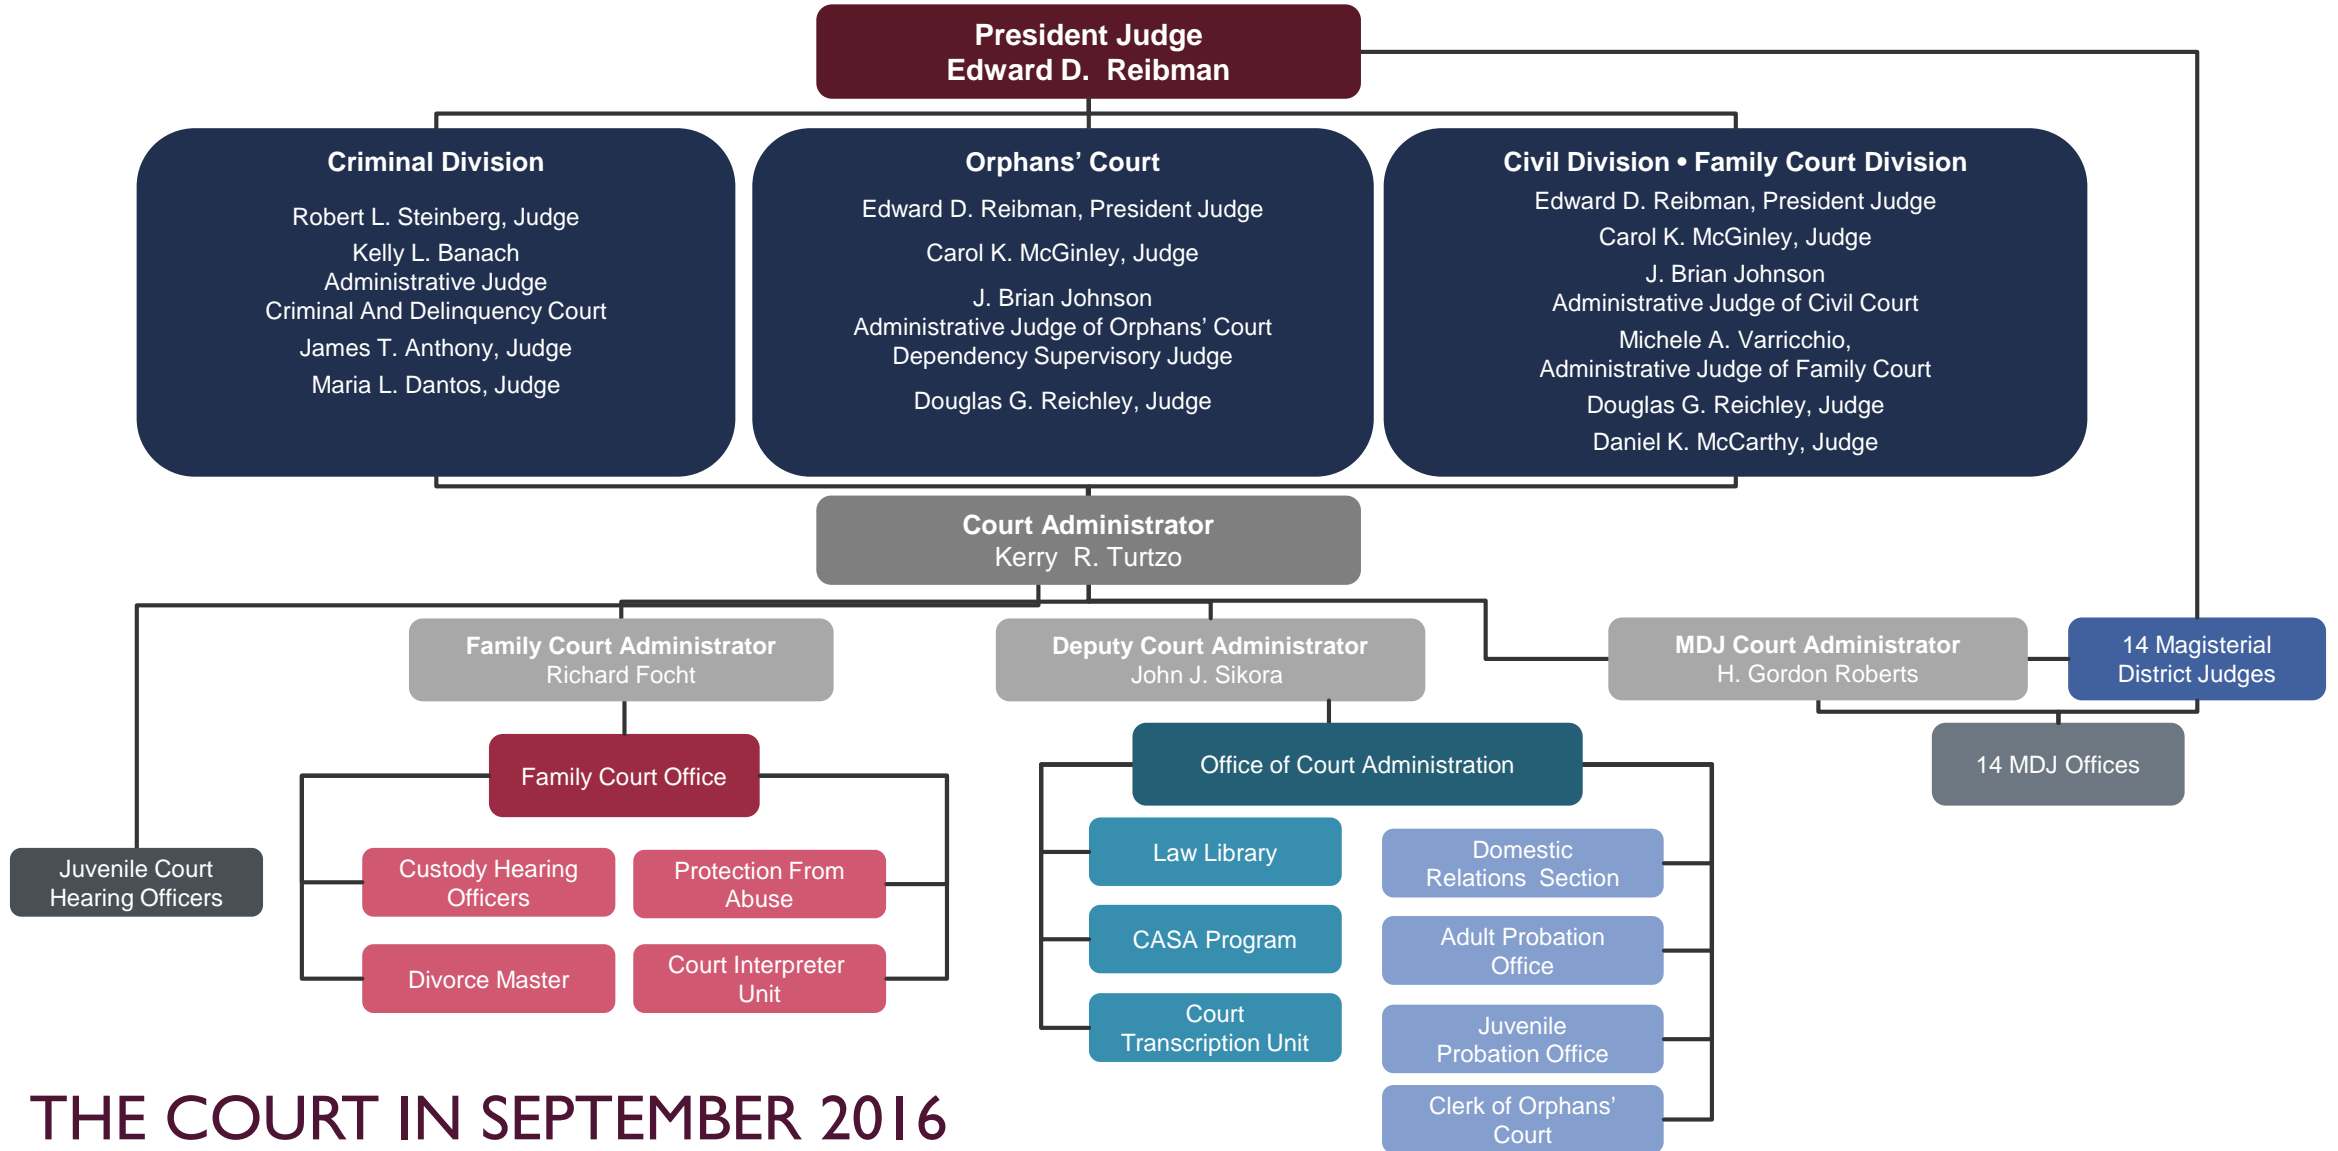 President Judge
Edward D. Reibman
Criminal Division
Robert L. Steinberg, Judge
Kelly L. Banach
Administrative Judge
Criminal And Delinquency Court
James T. Anthony, Judge
Maria L. Dantos, Judge
Orphans’ Court
Edward D. Reibman, President Judge
Carol K. McGinley, Judge
J. Brian Johnson
Administrative Judge of Orphans’ Court
Dependency Supervisory Judge
Douglas G. Reichley, Judge
Civil Division • Family Court Division
Edward D. Reibman, President Judge
Carol K. McGinley, Judge
J. Brian Johnson
Administrative Judge of Civil Court
Michele A. Varricchio,
Administrative Judge of Family Court
Douglas G. Reichley, Judge
Daniel K. McCarthy, Judge
Court Administrator
Kerry R. Turtzo
Family Court Administrator
Richard Focht
Deputy Court Administrator
John J. Sikora
MDJ Court Administrator
H. Gordon Roberts
14 Magisterial
District Judges
Family Court Office
Office of Court Administration
14 MDJ Offices
Juvenile Court
Hearing Officers
Custody Hearing
Officers
Protection From
Abuse
Divorce Master
Court Interpreter
Unit
Law Library
CASA Program
Court
Transcription Unit
Domestic
Relations Section
Adult Probation
Office
Juvenile
Probation Office
Clerk of Orphans’
Court
THE COURT IN SEPTEMBER 2016